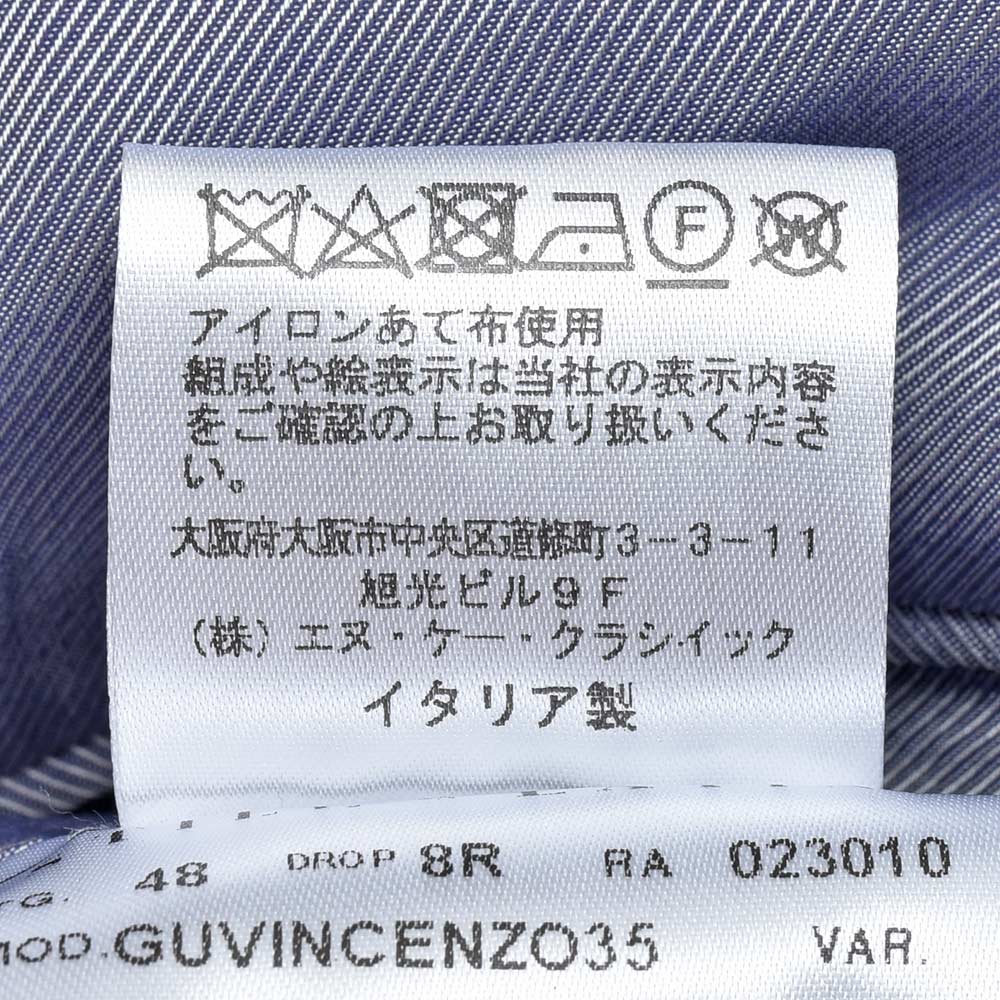 F W
アイロンあて布使用
組成や絵表示は当社の表示内容
をご確認の上お取り扱いくださ
い。
大阪府大阪市中央区道修町3-3-11
旭光ビル9F
(株)エヌ・ケー・クラシイック
イタリア製
48 DROP 8R RA 023010
MOD.GUVINCENZO35 VAR.